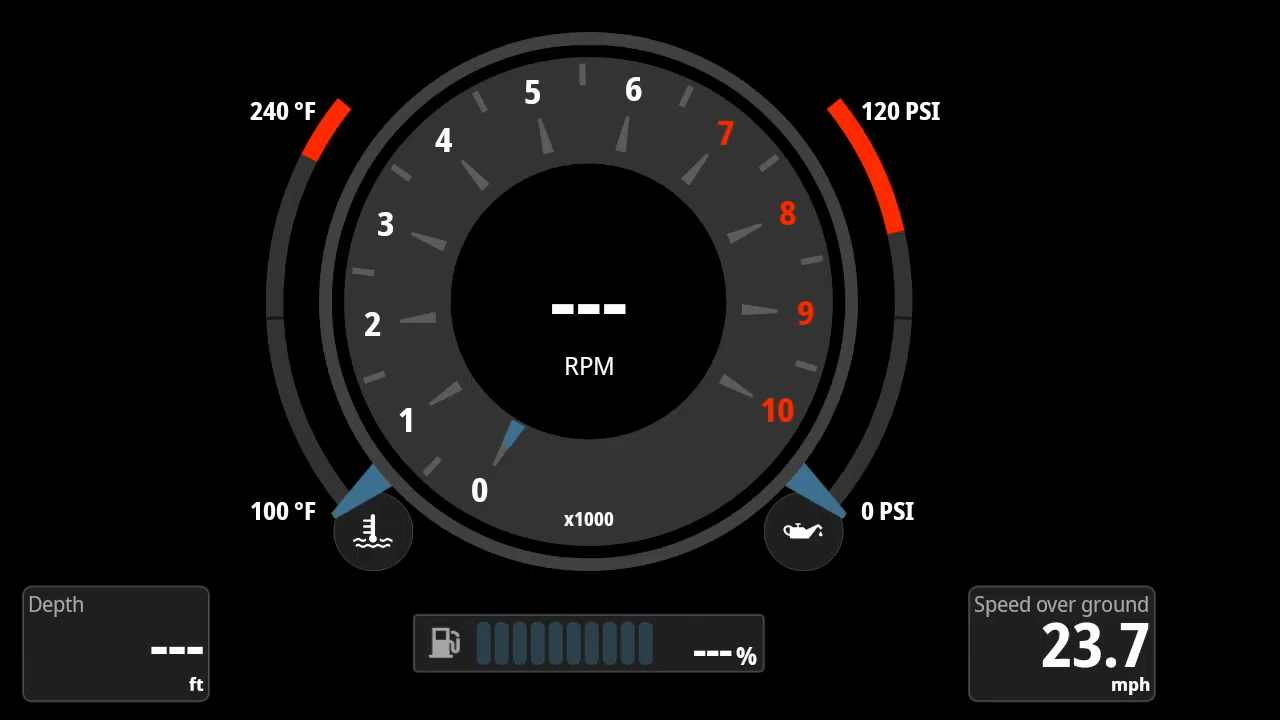 240 °F
120 PSI
5
6
4
7
3
8
2
9
1
10
0
---
RPM
x1000
100 °F
0 PSI
Depth
---
ft
---%
Speed over ground
23.7
mph